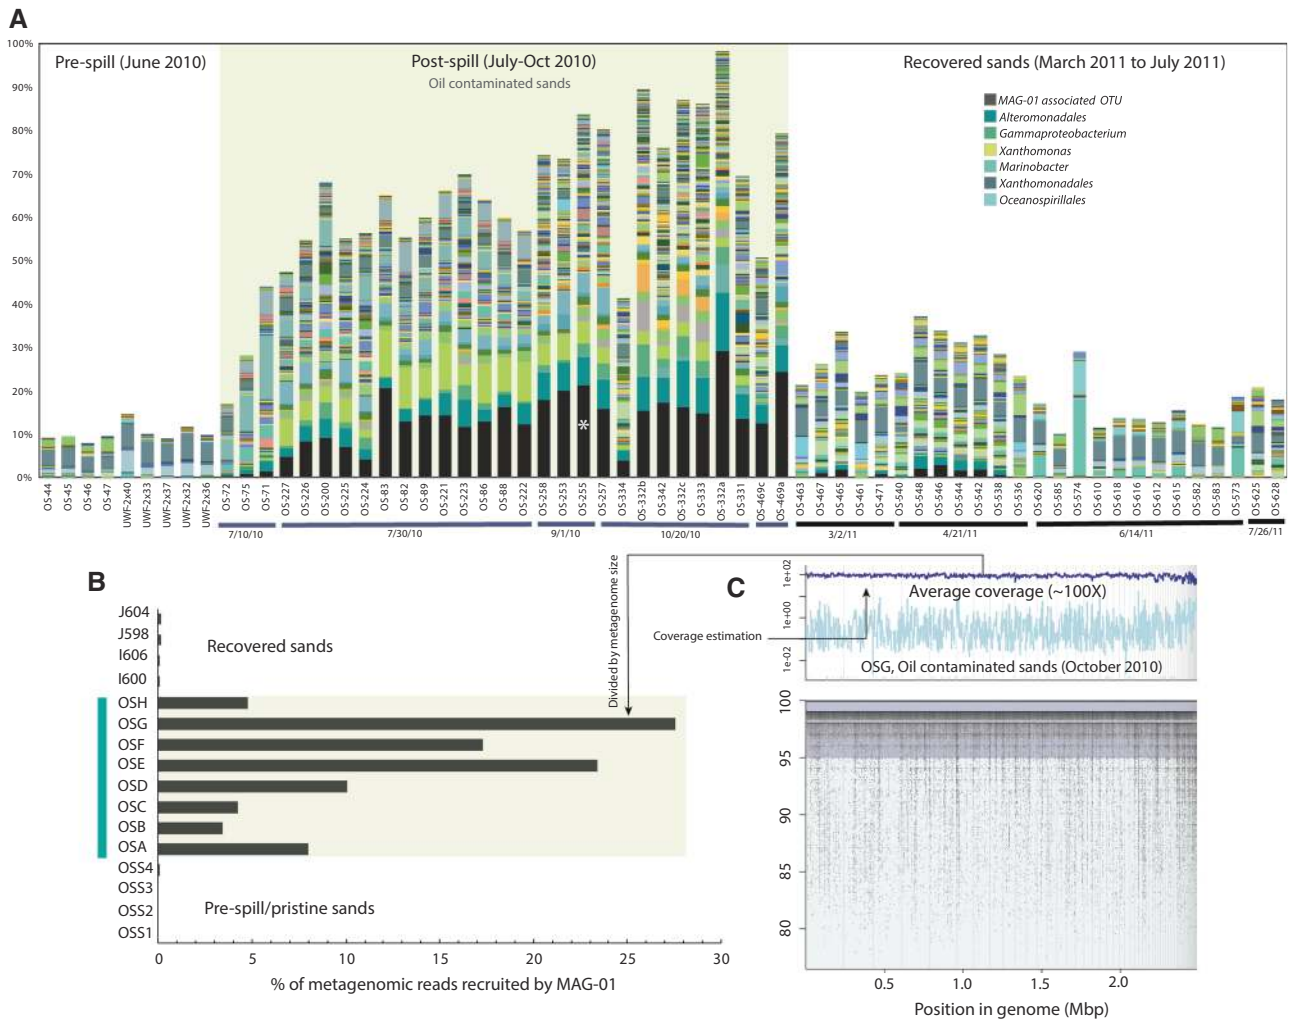 A
100%
90%
80%
70%
60%
50%
40%
30%
20%
10%
0%
Pre-spill (June 2010)
Post-spill (July-Oct 2010)
Oil contaminated sands
Recovered sands (March 2011 to July 2011)
MAG-01 associated OTU
Alteromonadales
Gammaproteobacterium
Xanthomonas
Marinobacter
Xanthomonadales
Oceanospirillales
*
OS-44
OS-45
OS-46
OS-47
UWF-2x40
UWF-2x33
UWF-2x37
UWF-2x32
UWF-2x36
OS-72
OS-75
OS-71
OS-227
OS-226
OS-200
OS-225
OS-224
OS-83
OS-82
OS-89
OS-221
OS-223
OS-86
OS-88
OS-222
OS-258
OS-253
OS-255
OS-257
OS-334
OS-332b
OS-342
OS-332c
OS-333
OS-332a
OS-331
OS-469c
OS-469a
OS-463
OS-467
OS-465
OS-461
OS-471
OS-540
OS-548
OS-546
OS-544
OS-542
OS-538
OS-536
OS-620
OS-585
OS-574
OS-610
OS-618
OS-616
OS-612
OS-615
OS-582
OS-583
OS-573
OS-625
OS-628
7/10/10
7/30/10
9/1/10
10/20/10
3/2/11
4/21/11
6/14/11
7/26/11
B
J604
J598
I606
I600
OSH
OSG
OSF
OSE
OSD
OSC
OSB
OSA
OSS4
OSS3
OSS2
OSS1
Recovered sands
Pre-spill/pristine sands
0
5
10
15
20
25
30
% of metagenomic reads recruited by MAG-01
Divided by metagenome size
Coverage estimation
C
1e+02
1e+00
1e-02
Average coverage (~100X)
OSG, Oil contaminated sands (October 2010)
100
95
90
85
80
0.5
1.0
1.5
2.0
Position in genome (Mbp)